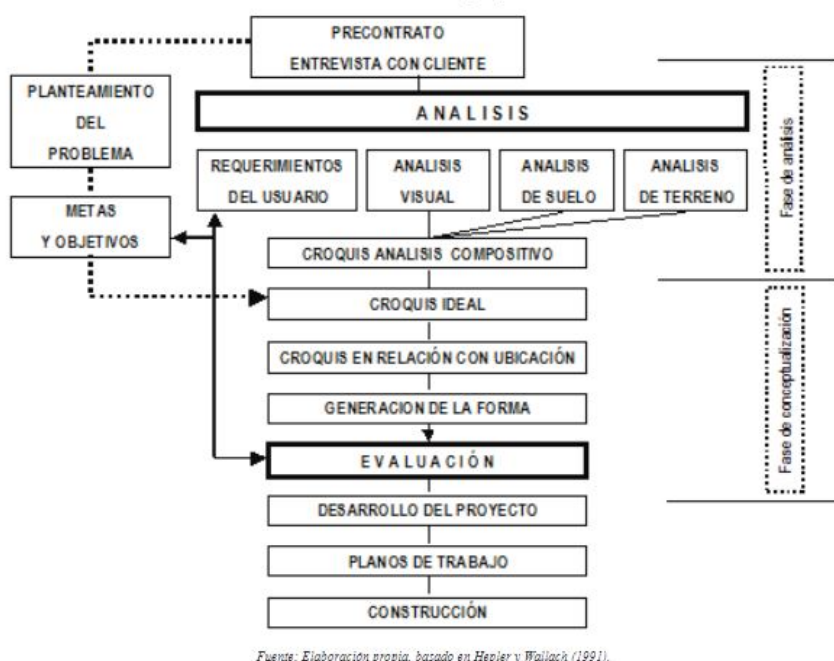 PRECONTRATO
ENTREVISTA CON CLIENTE
PLANTEAMIENTO
DEL
PROBLEMA
ANALISIS
REQUERIMIENTOS
DEL USUARIO
ANALISIS
VISUAL
ANALISIS
DE SUELO
ANALISIS
DE TERRENO
Fase de análisis
METAS
Y OBJETIVOS
CROQUIS ANALISIS COMPOSITIVO
CROQUIS IDEAL
CROQUIS EN RELACIÓN CON UBICACIÓN
GENERACION DE LA FORMA
Fase de conceptualización
EVALUACIÓN
DESARROLLO DEL PROYECTO
PLANOS DE TRABAJO
CONSTRUCCIÓN
Fuente: Elaboración propia, basado en Hepler y Wallach (1991).